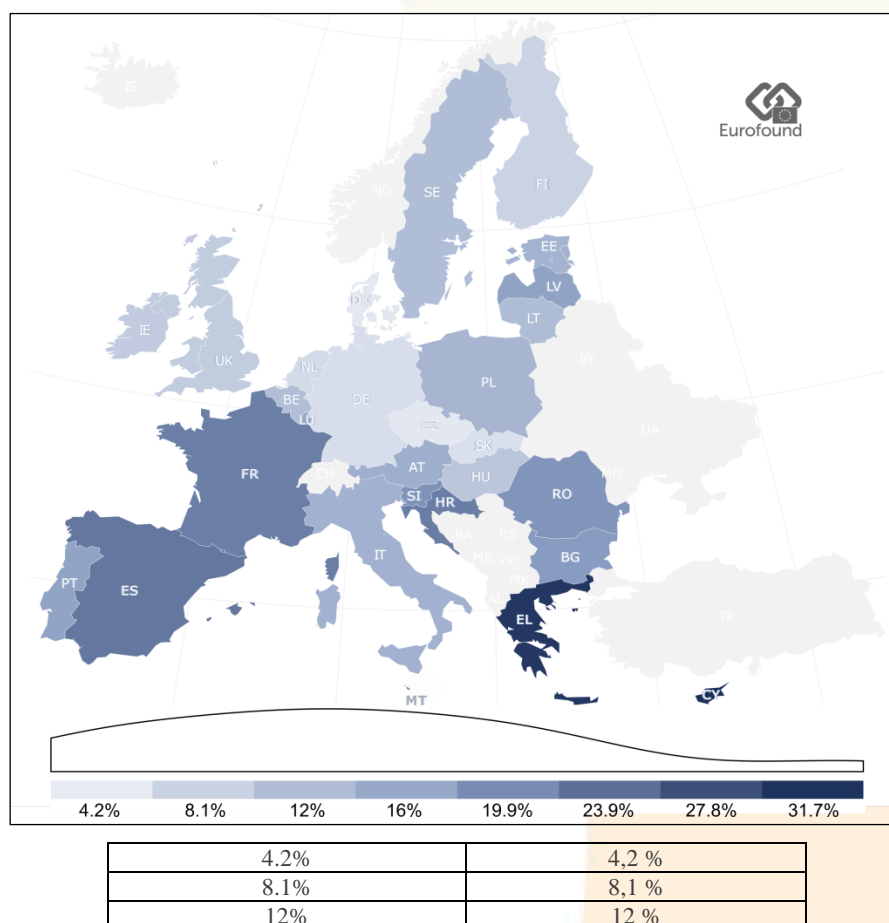 IS
Eurofound
NO
SE
FI
EE
LV
LT
DK
IE
UK
NL
BE
LU
DE
PL
BY
UA
CZ
SK
FR
CH
AT
HU
MD
SI
HR
RO
BA
RS
PT
ES
IT
ME
XK
BG
MK
AL
EL
TR
MT
CY
4.2% 8.1% 12% 16% 19.9% 23.9% 27.8% 31.7%
4.2% 4,2 %
8.1% 8,1 %
12% 12 %